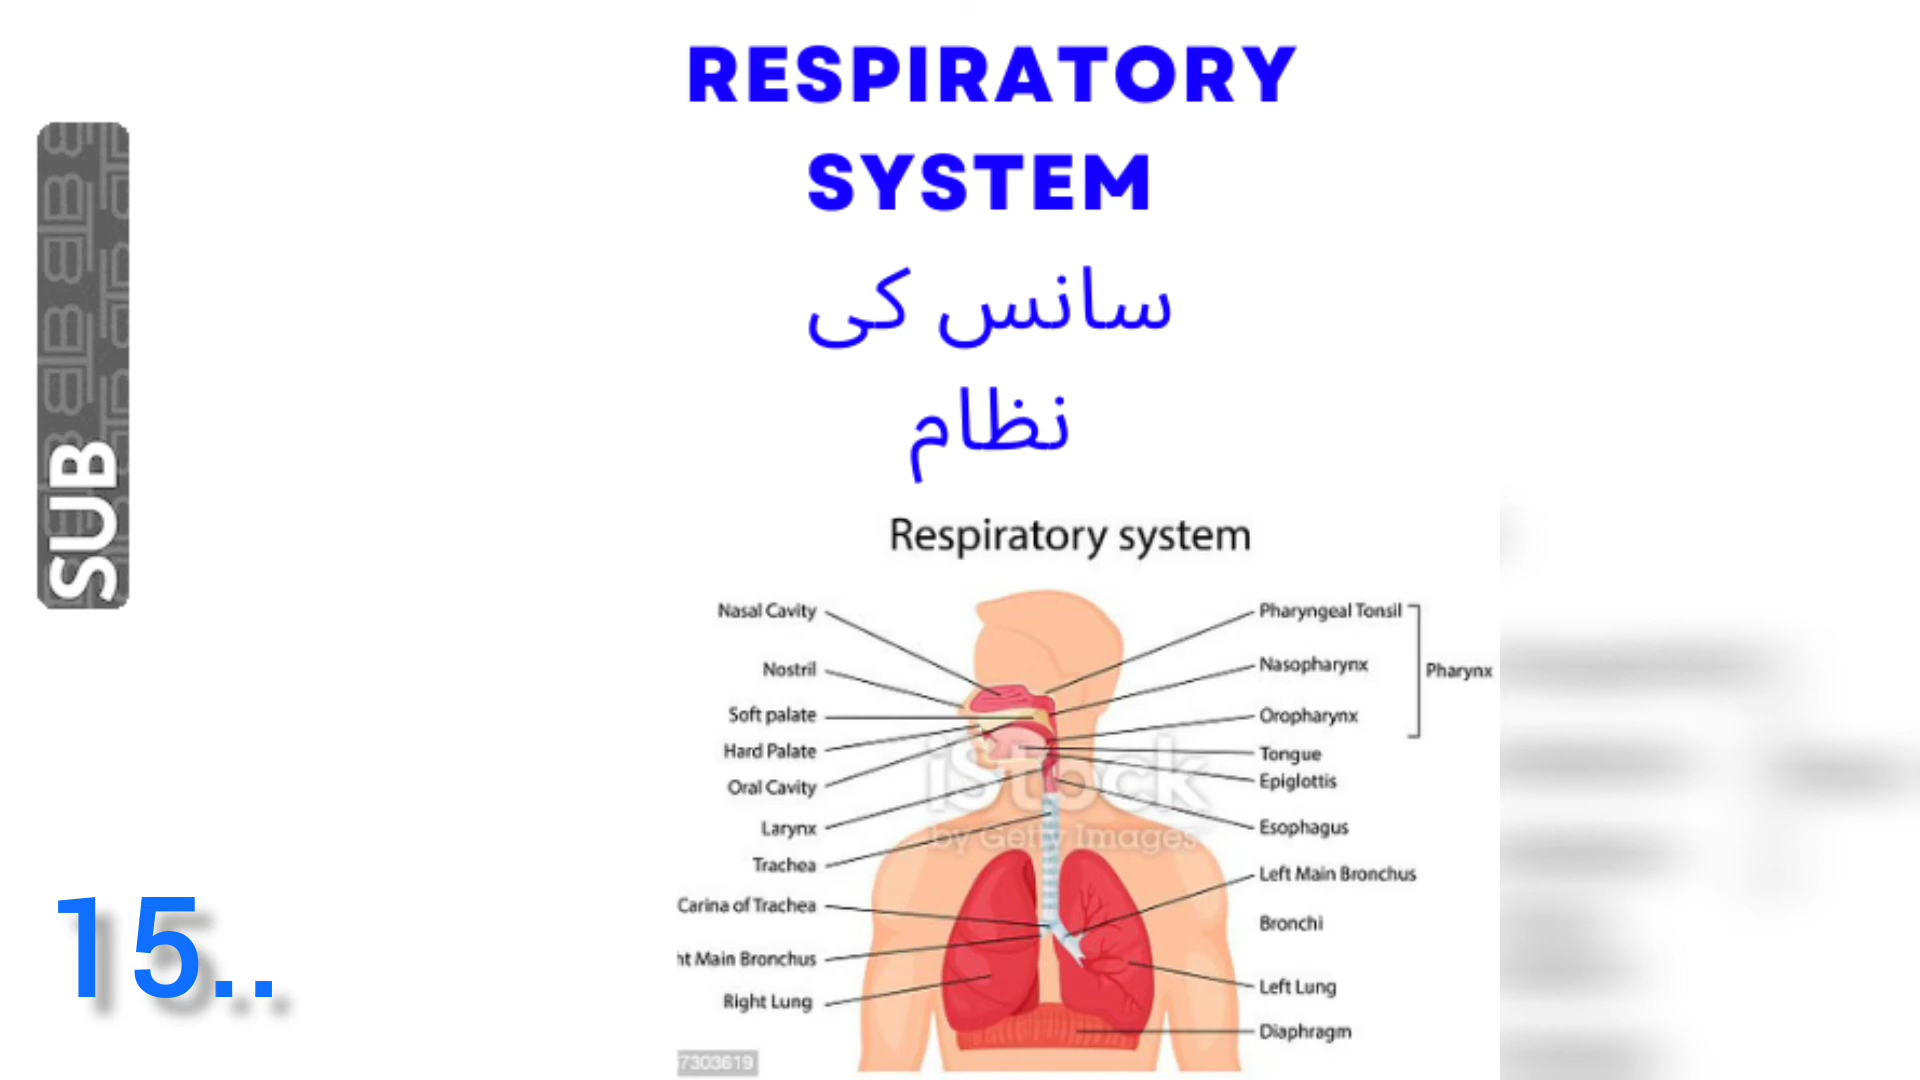 RESPIRATORY
SYSTEM
سانس کی
نظام
SUB
15..
Respiratory system
Nasal Cavity
Nostril
Soft palate
Hard Palate
Oral Cavity
Larynx
Trachea
Carina of Trachea
ht Main Bronchus
Right Lung
Pharyngeal Tonsil
Nasopharynx
Pharynx
Oropharynx
Tongue
Epiglottis
Esophagus
Left Main Bronchus
Bronchi
Left Lung
Diaphragm
iStock
by Getty Images
7303619